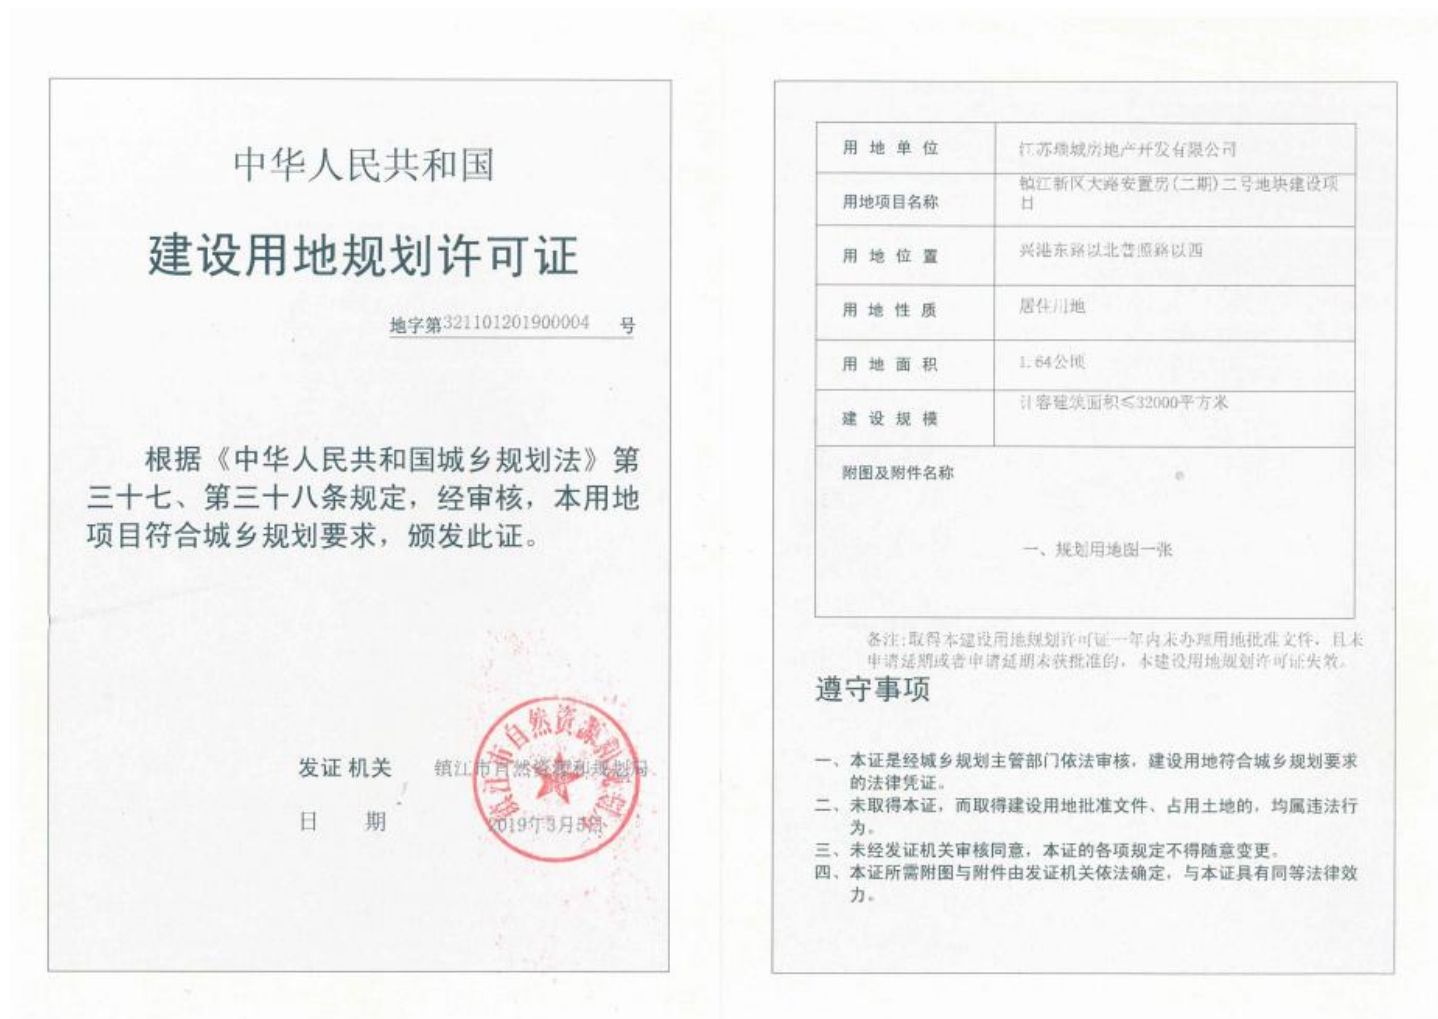 中华人民共和国
建设用地规划许可证
地字第321101201900004 号
根据《中华人民共和国城乡规划法》第
三十七、第三十八条规定，经审核，本用地
项目符合城乡规划要求，颁发此证。
发证机关 镇江市自然资源和规划局
日 期 2019年3月5日
用地单位 江苏瑞城房地产开发有限公司
用地项目名称 镇江新区大路安置房(二期)二号地块建设项
目
用地位置 兴港东路以北普照路以西
用地性质 居住用地
用地面积 1.64公顷
建设规模 计容建筑面积≤32000平方米
附图及附件名称
一、规划用地图一张
备注:取得本建设用地规划许可证一年内未办理用地批准文件，且未
申请延期或者申请延期未获批准的，本建设用地规划许可证失效。
遵守事项
一、本证是经城乡规划主管部门依法审核，建设用地符合城乡规划要求
的法律凭证。
二、未取得本证，而取得建设用地批准文件、占用土地的，均属违法行
为。
三、未经发证机关审核同意，本证的各项规定不得随意变更。
四、本证所需附图与附件由发证机关依法确定，与本证具有同等法律效
力。